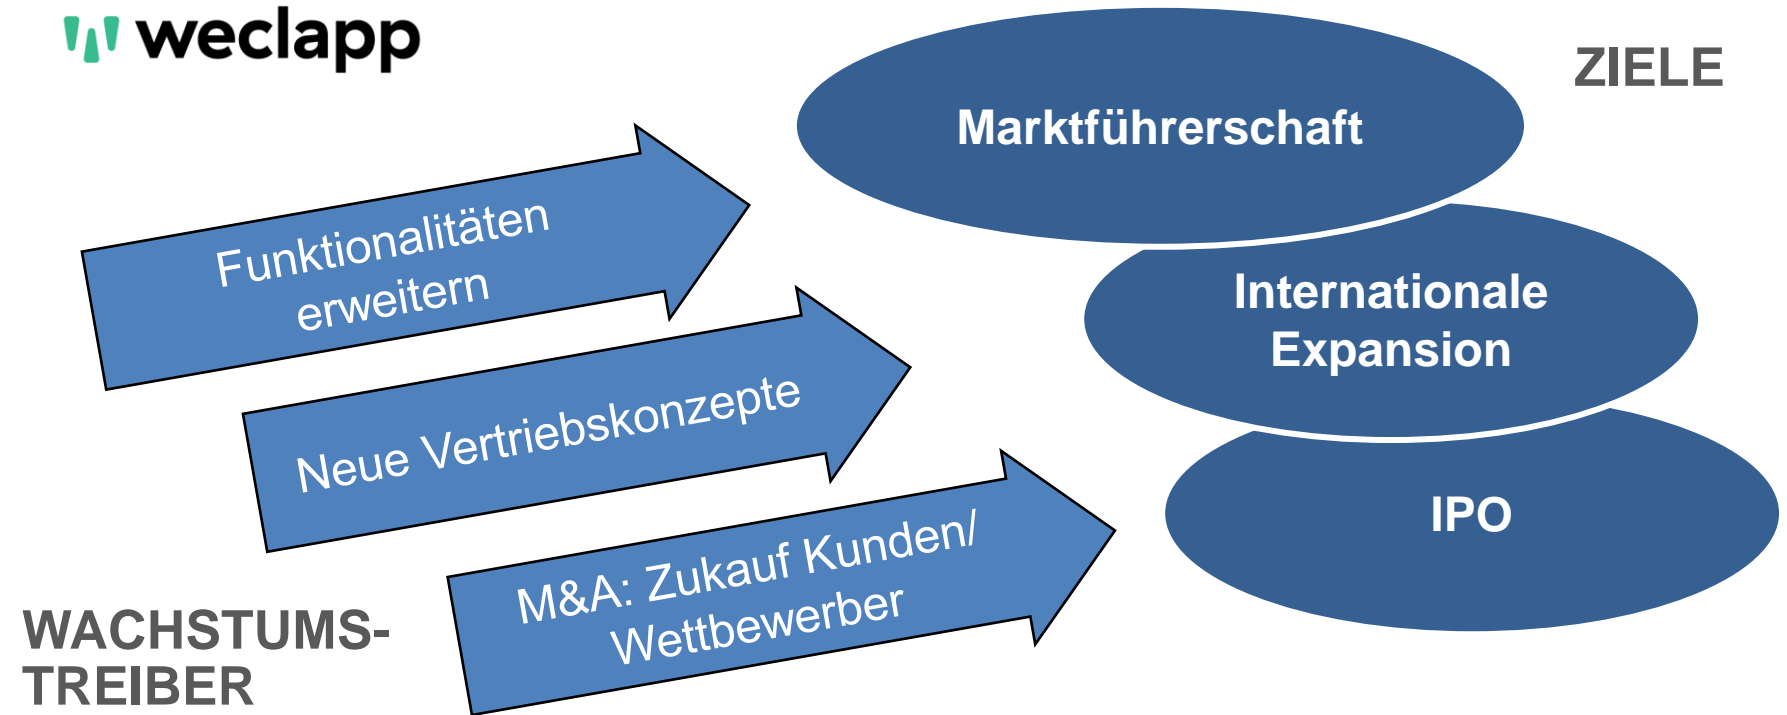 weclapp
ZIELE
Marktführerschaft
Internationale
Expansion
IPO
Funktionalitäten
erweitern
Neue Vertriebskonzepte
M&A: Zukauf Kunden/
Wettbewerber
WACHSTUMS-
TREIBER